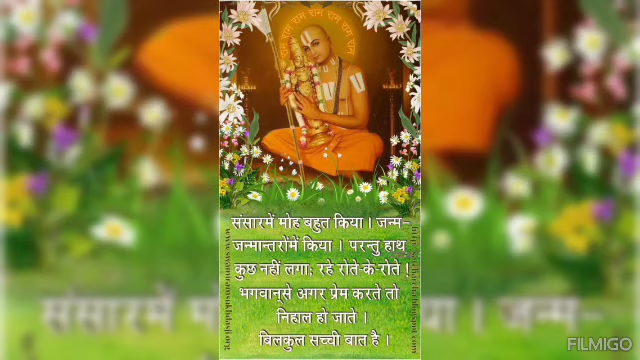 राम राम राम राम राम राम
संसारमें मोह बहुत किया । जन्म-
जन्मान्तरोंमें किया । परन्तु हाथ
कुछ नहीं लगा; रहे रोते-के-रोते !
भगवान्‌से अगर प्रेम करते तो
निहाल हो जाते ।
बिलकुल सच्ची बात है ।
FILMIGO